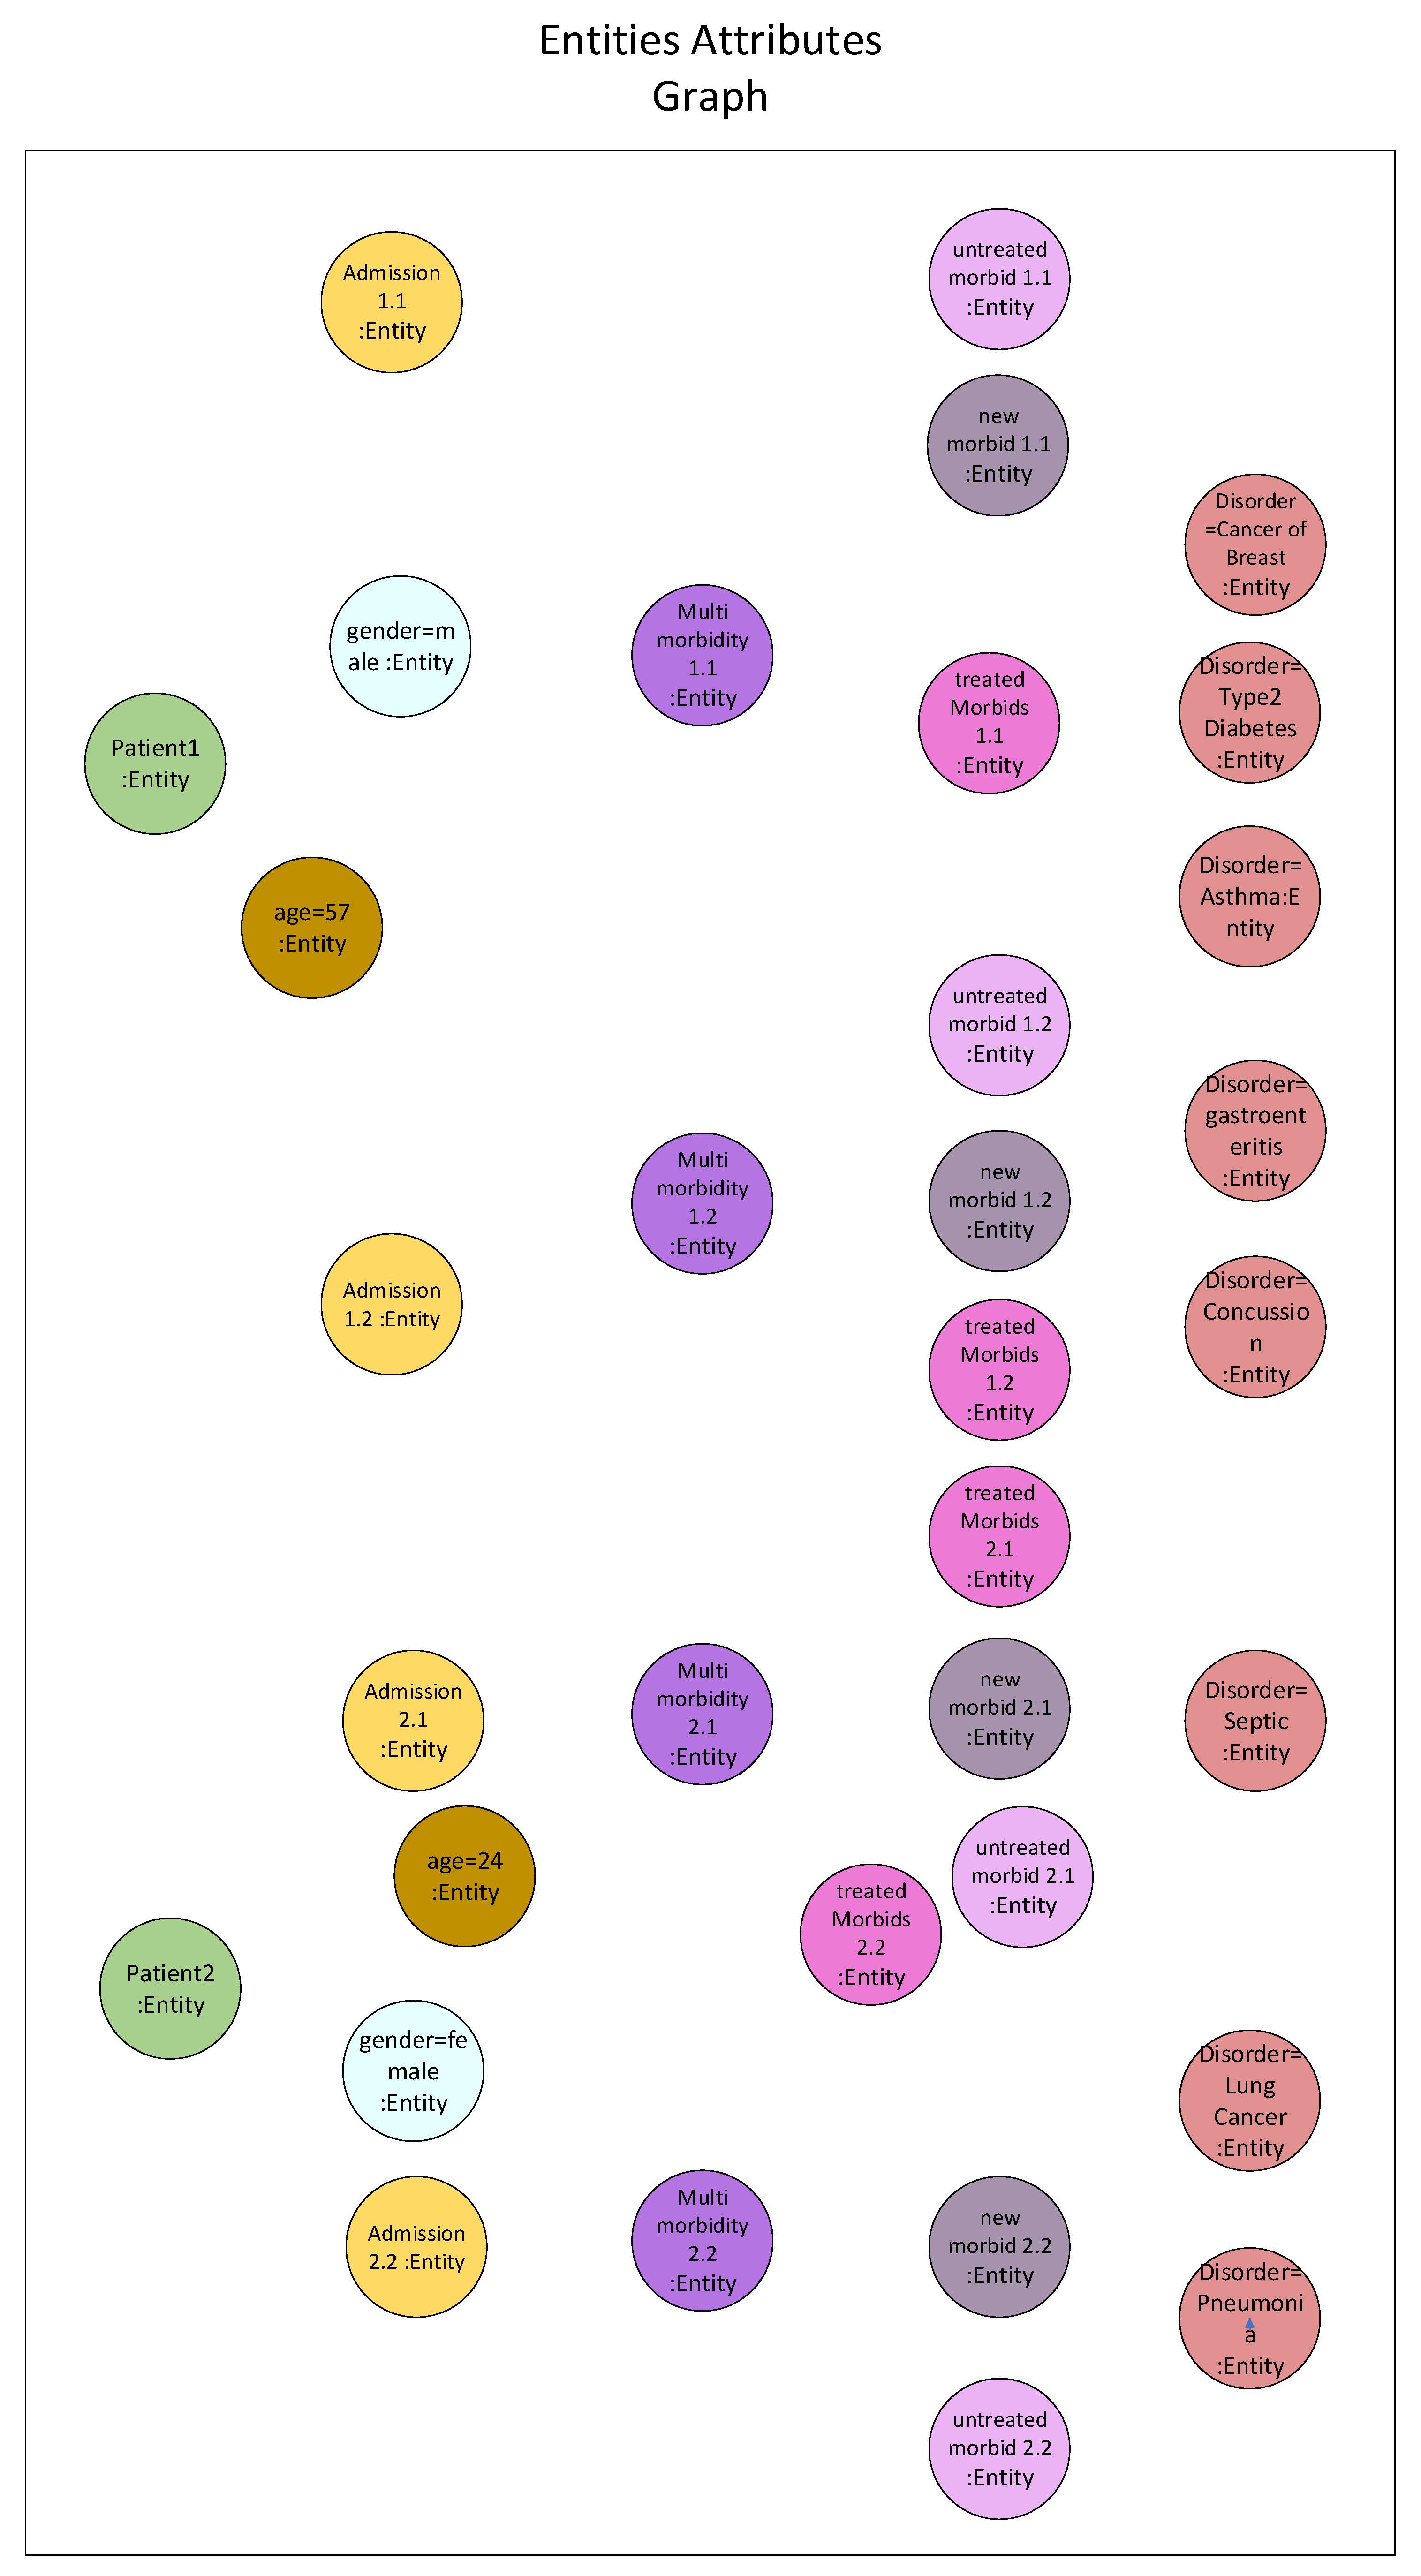 Entities Attributes
Graph
Admission
1.1
:Entity
untreated
morbid 1.1
:Entity
new
morbid 1.1
:Entity
Disorder
=Cancer of
Breast
:Entity
gender=m
ale :Entity
Multi
morbidity
1.1
:Entity
treated
Morbids
1.1
:Entity
Disorder=
Type2
Diabetes
:Entity
Patient1
:Entity
age=57
:Entity
Disorder=
Asthma:E
ntity
untreated
morbid 1.2
:Entity
Disorder=
gastroent
eritis
:Entity
Multi
morbidity
1.2
:Entity
new
morbid 1.2
:Entity
Admission
1.2 :Entity
Disorder=
Concussio
n
:Entity
treated
Morbids
1.2
:Entity
treated
Morbids
2.1
:Entity
Admission
2.1
:Entity
Multi
morbidity
2.1
:Entity
new
morbid 2.1
:Entity
Disorder=
Septic
:Entity
age=24
:Entity
untreated
morbid 2.1
:Entity
treated
Morbids
2.2
:Entity
Patient2
:Entity
gender=fe
male
:Entity
Disorder=
Lung
Cancer
:Entity
Admission
2.2 :Entity
Multi
morbidity
2.2
:Entity
new
morbid 2.2
:Entity
Disorder=
Pneumoni
a
:Entity
untreated
morbid 2.2
:Entity